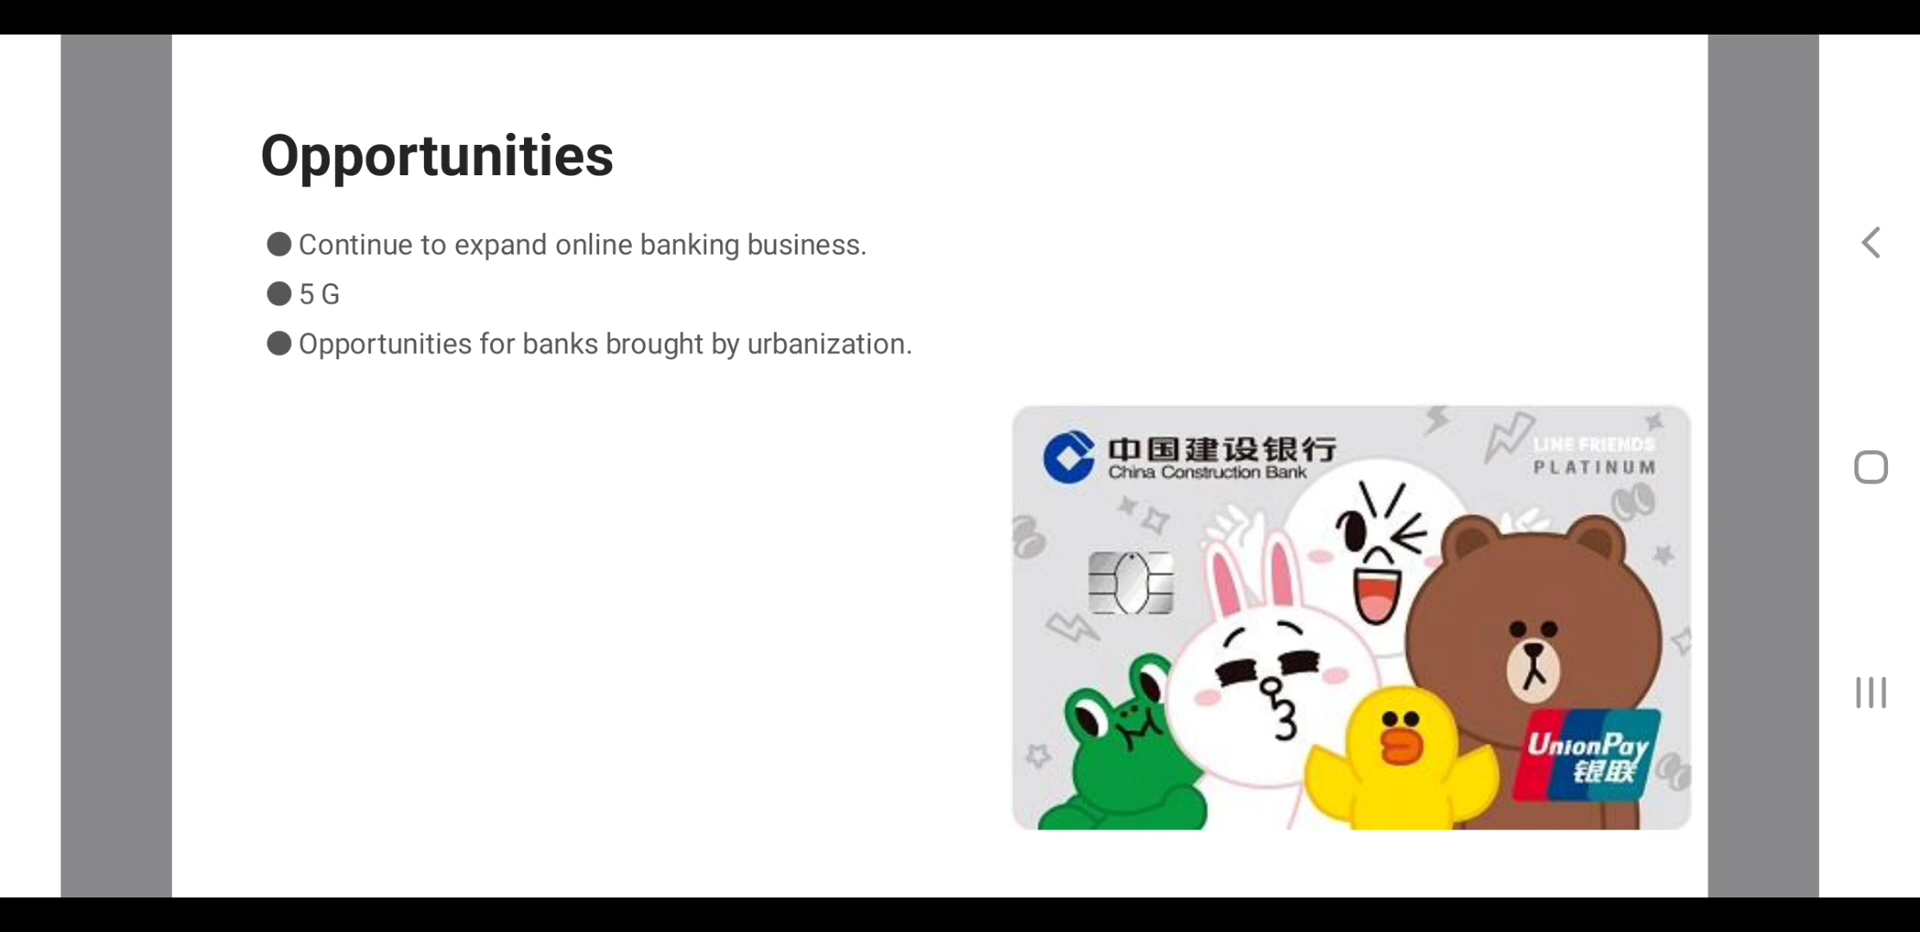 Opportunities
● Continue to expand online banking business.
● 5 G
● Opportunities for banks brought by urbanization.
中国建设银行
China Construction Bank
LINE FRIENDS
PLATINUM
UnionPay
银联